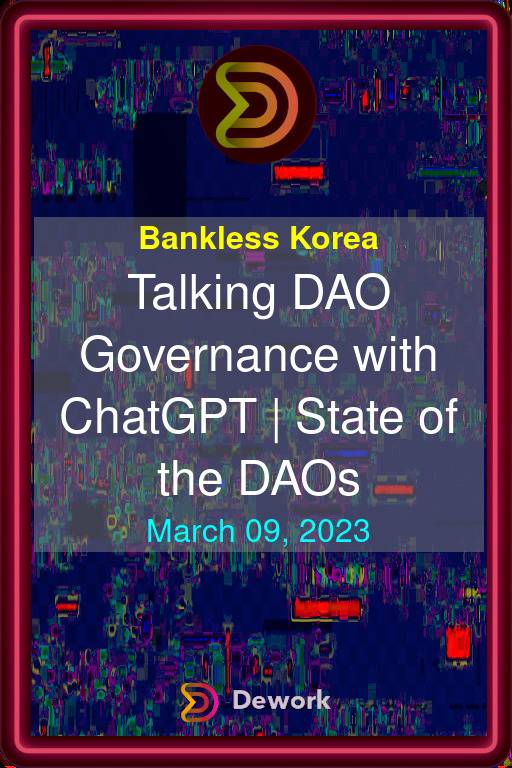 Bankless Korea
Talking DAO
Governance with
ChatGPT | State of
the DAOs
March 09, 2023
Dework